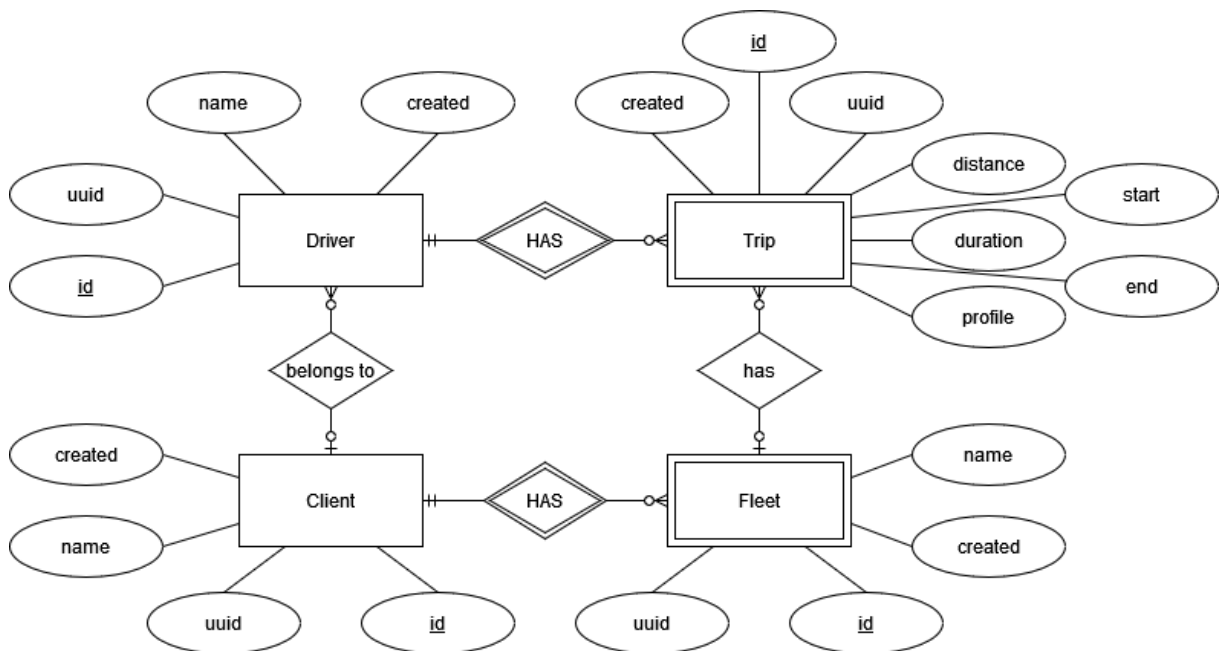 id
name
created
created
uuid
distance
uuid
start
Driver
HAS
Trip
duration
id
end
profile
belongs to
has
created
name
Client
HAS
Fleet
name
created
uuid
id
uuid
id